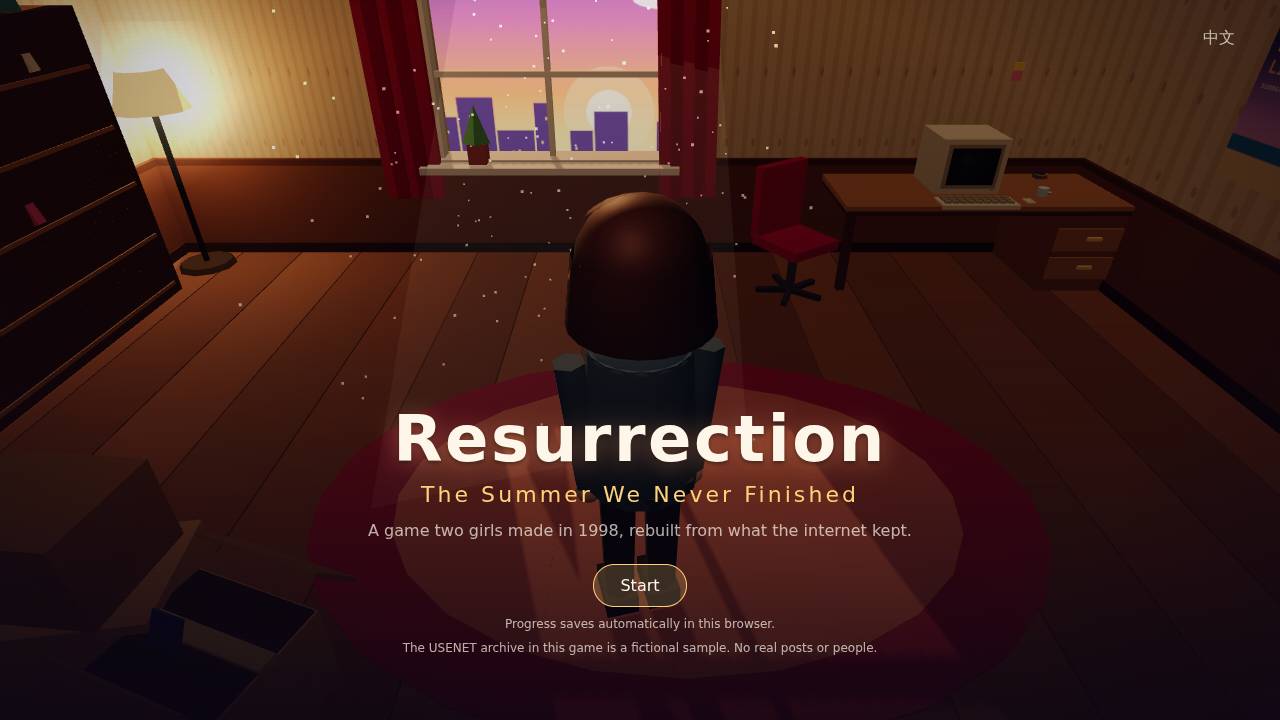 中文
Resurrection
The Summer We Never Finished
A game two girls made in 1998, rebuilt from what the internet kept.
Start
Progress saves automatically in this browser.
The USENET archive in this game is a fictional sample. No real posts or people.